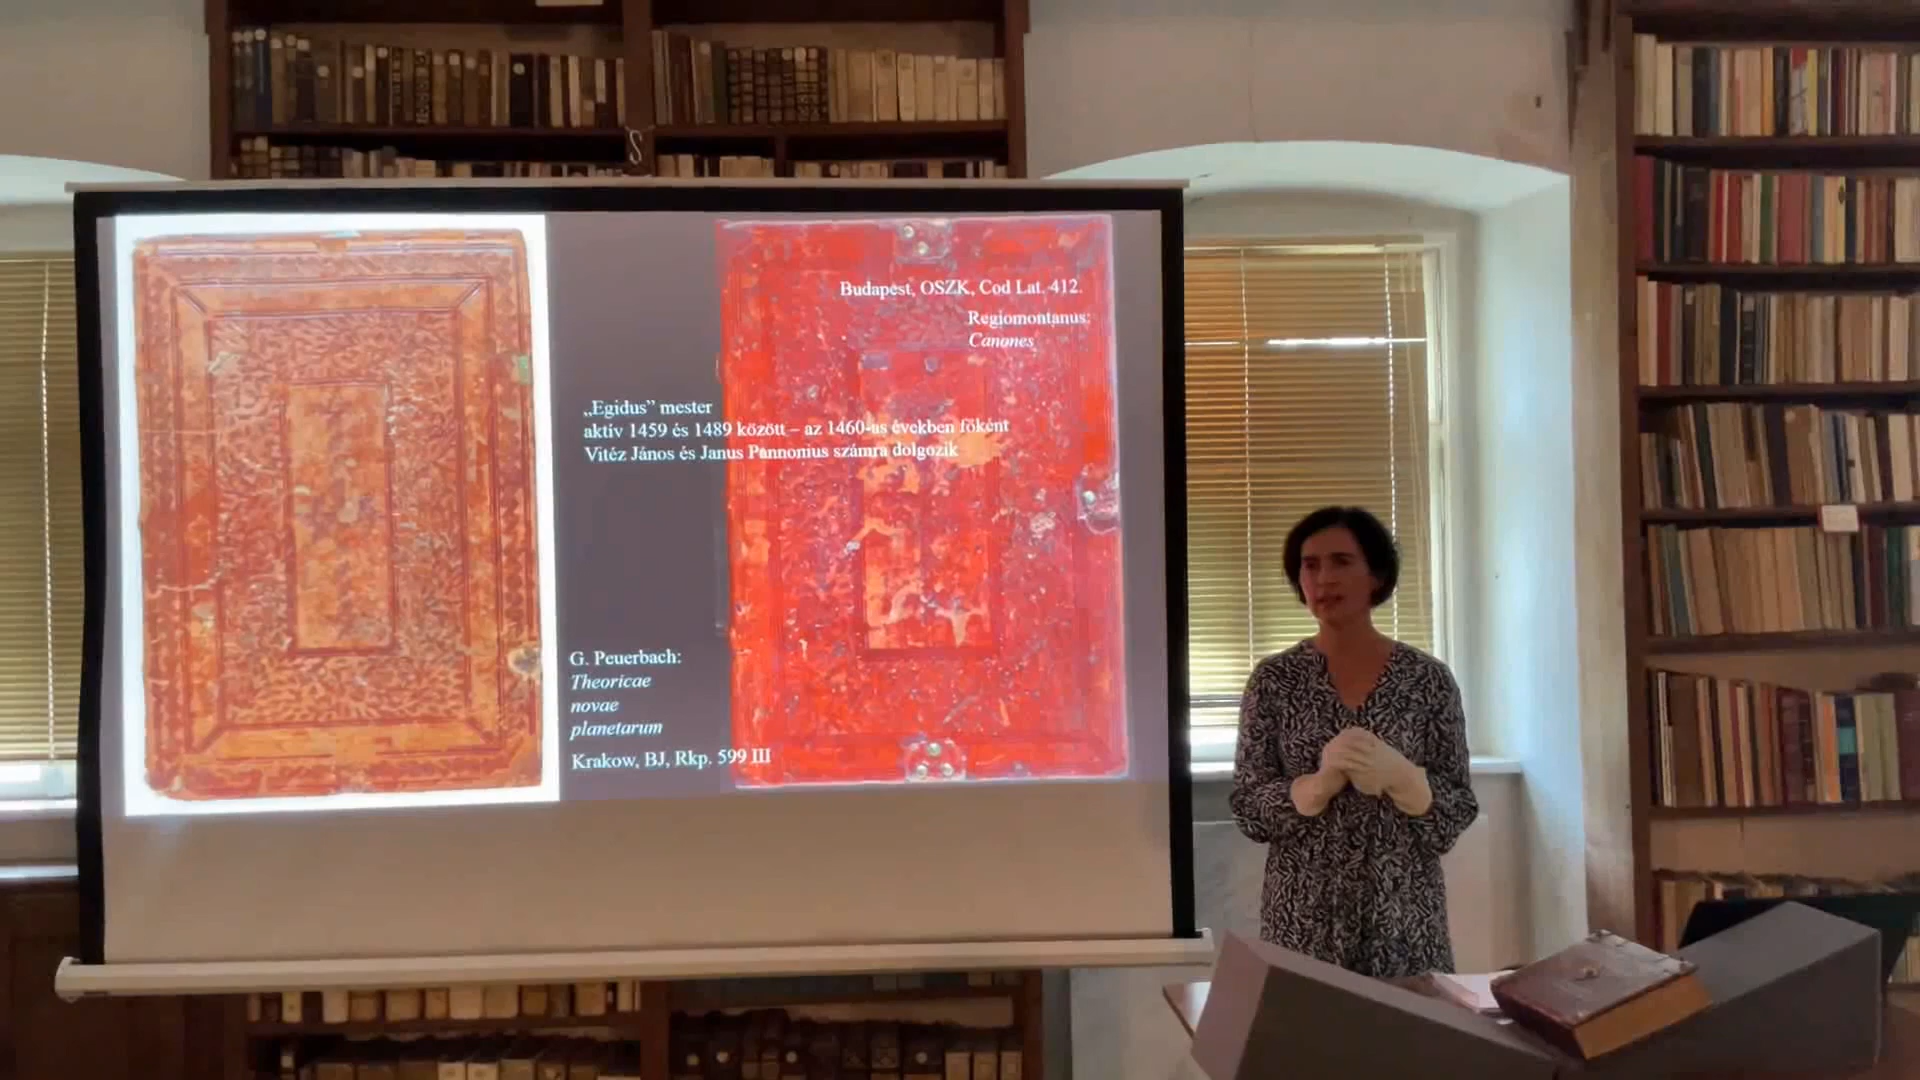 Budapest, OSZK, Cod Lat. 412.
Regiomontanus:
Canones
„Egidus” mester
aktív 1459 és 1489 között – az 1460-as években főként
Vitéz János és Janus Pannonius számra dolgozik
G. Peuerbach:
Theoricae
novae
planetarum
Krakow, BJ, Rkp. 599 III
S